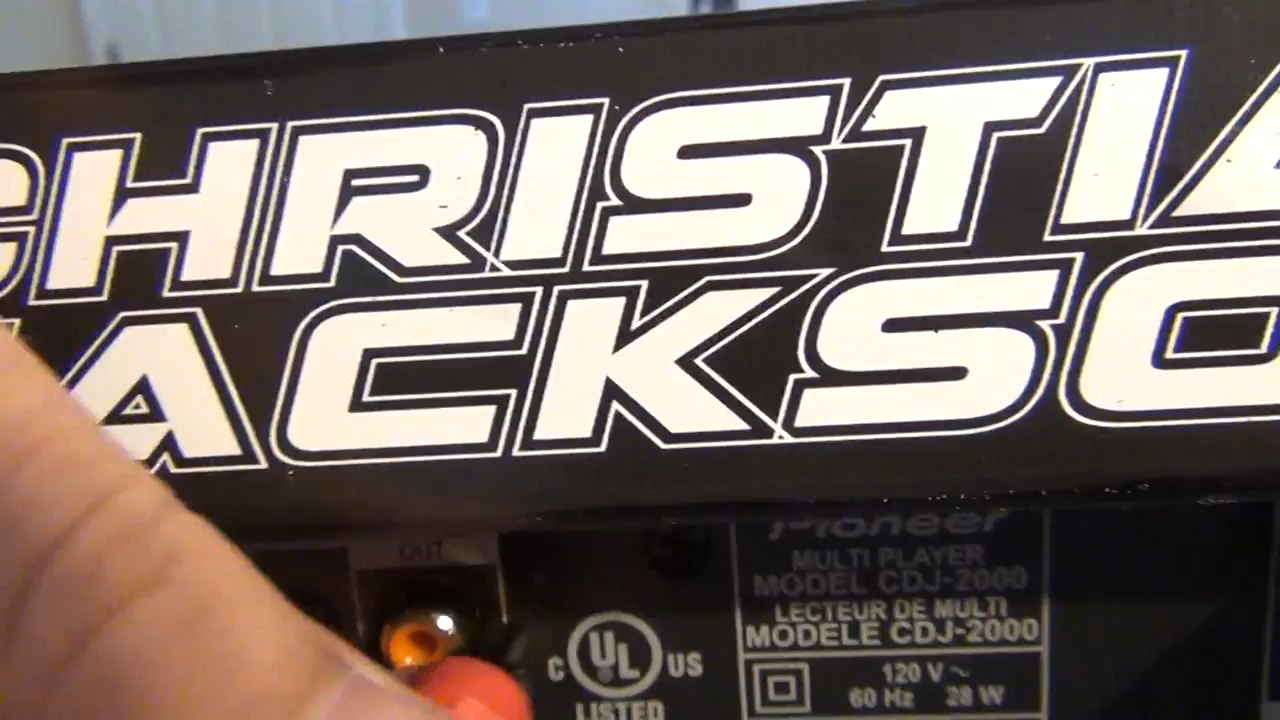 CHRISTIA
JACKSO
OUT
Pioneer
MULTI PLAYER
MODEL CDJ-2000
LECTEUR DE MULTI
MODELE CDJ-2000
C UL US
LISTED
120 V ~
60 Hz 28 W